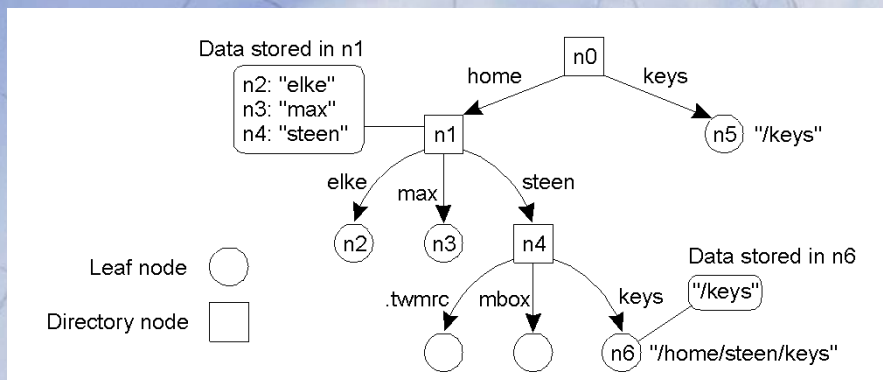 Data stored in n1
n0
n2: "elke"
n3: "max"
n4: "steen"
home
keys
n1
n5 "/keys"
elke
max
steen
n2
n3
n4
Data stored in n6
"/keys"
Leaf node
.twmrc
mbox
keys
Directory node
n6 "/home/steen/keys"